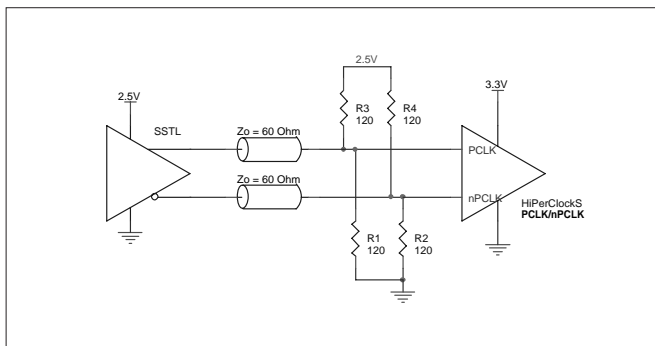 2.5V
3.3V
2.5V
R3
120
R4
120
SSTL
Zo = 60 Ohm
PCLK
Zo = 60 Ohm
nPCLK
HiPerClockS
PCLK/nPCLK
R1
120
R2
120